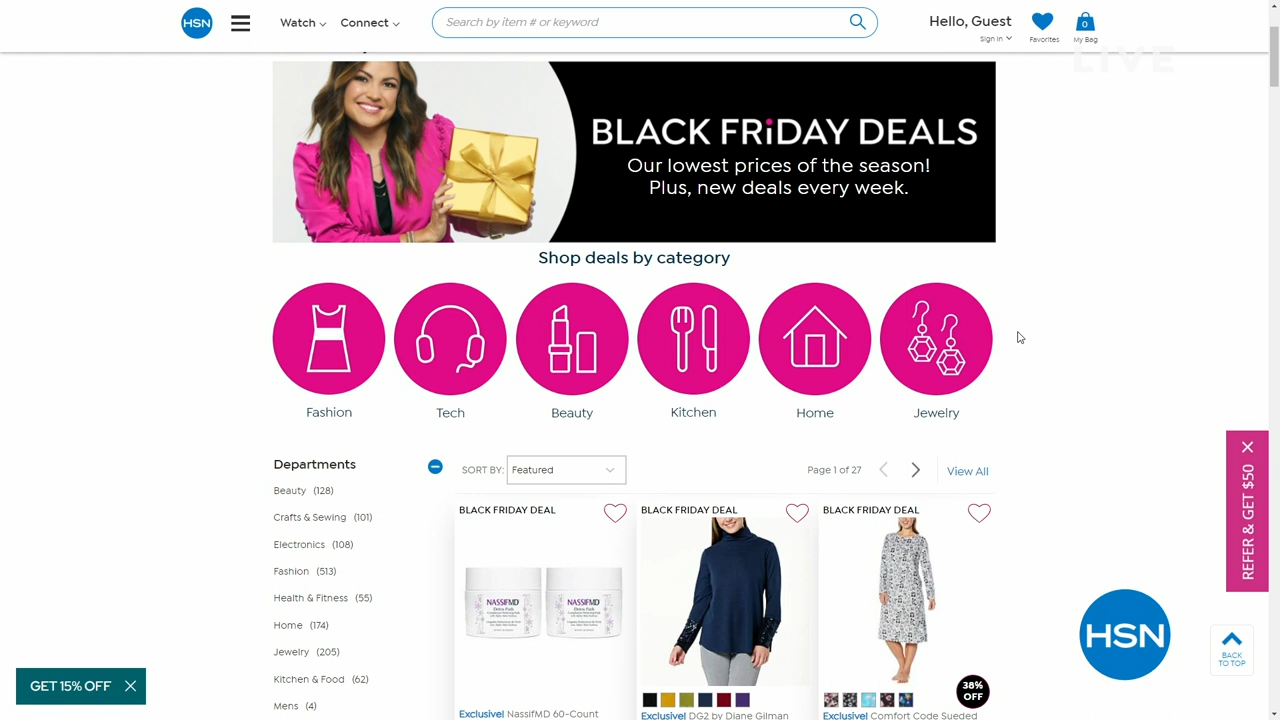 HSN
Watch
Connect
Search by item # or keyword
Hello, Guest
Sign In
Favorites
0
My Bag
LIVE
BLACK FRiDAY DEALS
Our lowest prices of the season!
Plus, new deals every week.
Shop deals by category
Fashion
Tech
Beauty
Kitchen
Home
Jewelry
Departments
SORT BY:
Featured
Page 1 of 27
View All
Beauty (128)
Crafts & Sewing (101)
Electronics (108)
Fashion (513)
Health & Fitness (55)
Home (174)
Jewelry (205)
Kitchen & Food (62)
Mens (4)
BLACK FRIDAY DEAL
NASSIFMD
Detox Pads
NASSIFMD
Detox Pads
Exclusive! NassifMD 60-Count
BLACK FRIDAY DEAL
Exclusive! DG2 by Diane Gilman
BLACK FRIDAY DEAL
38%
OFF
Exclusive! Comfort Code Sueded
REFER & GET $50
HSN
BACK
TO TOP
GET 15% OFF